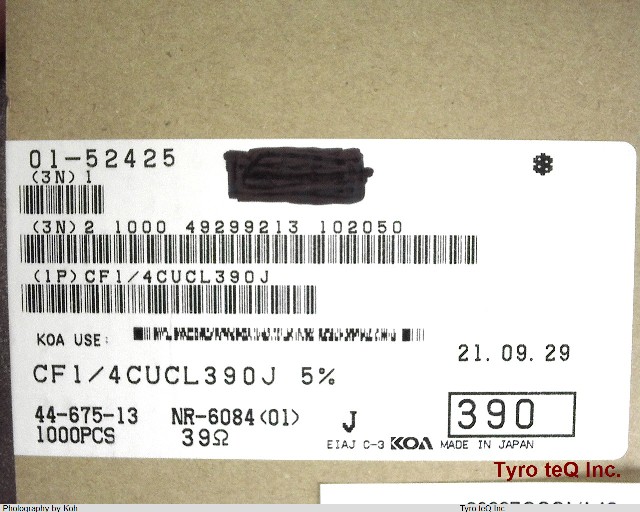 01-52425
(3N) 1
(3N) 2 1000 49299213 102050
(1P) CF1/4CUCL390J
KOA USE:
21.09.29
CF1/4CUCL390J 5%
44-675-13 NR-6084(01) J 390
1000PCS 39Ω
EIAJ C-3 KOA MADE IN JAPAN
Tyro teQ Inc.
Photography by Koh Tyro teQ Inc